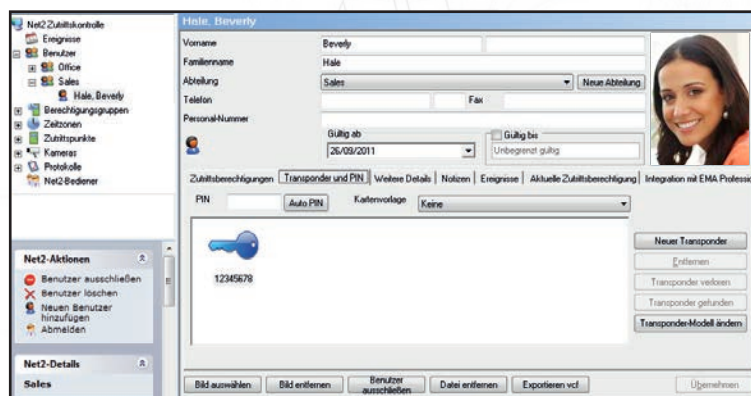 Net2 Zutrittskontrolle
Ereignisse
Benutzer
Office
Sales
Hale, Beverly
Berechtigungsgruppen
Zeitzonen
Zutrittspunkte
Kameras
Protokolle
Net2-Bediener
Net2-Aktionen
Benutzer ausschließen
Benutzer löschen
Neuen Benutzer
hinzufügen
Abmelden
Net2-Details
Sales
Hale, Beverly
Vorname Beverly
Familienname Hale
Abteilung Sales Neue Abteilung
Telefon Fax
Personal-Nummer
Gültig ab Gültig bis
26/09/2011 Unbegrenzt gültig
Zutrittsberechtigungen Transponder und PIN Weitere Details Notizen Ereignisse Aktuelle Zutrittsberechtigung Integration mit EMA Professio
PIN Auto PIN Kartenvorlage Keine
12345678
Neuer Transponder
Entfernen
Transponder verloren
Transponder gefunden
Transponder-Modell ändern
Bild auswählen Bild entfernen Benutzer ausschließen Datei entfernen Exportieren vcf Übernehmen